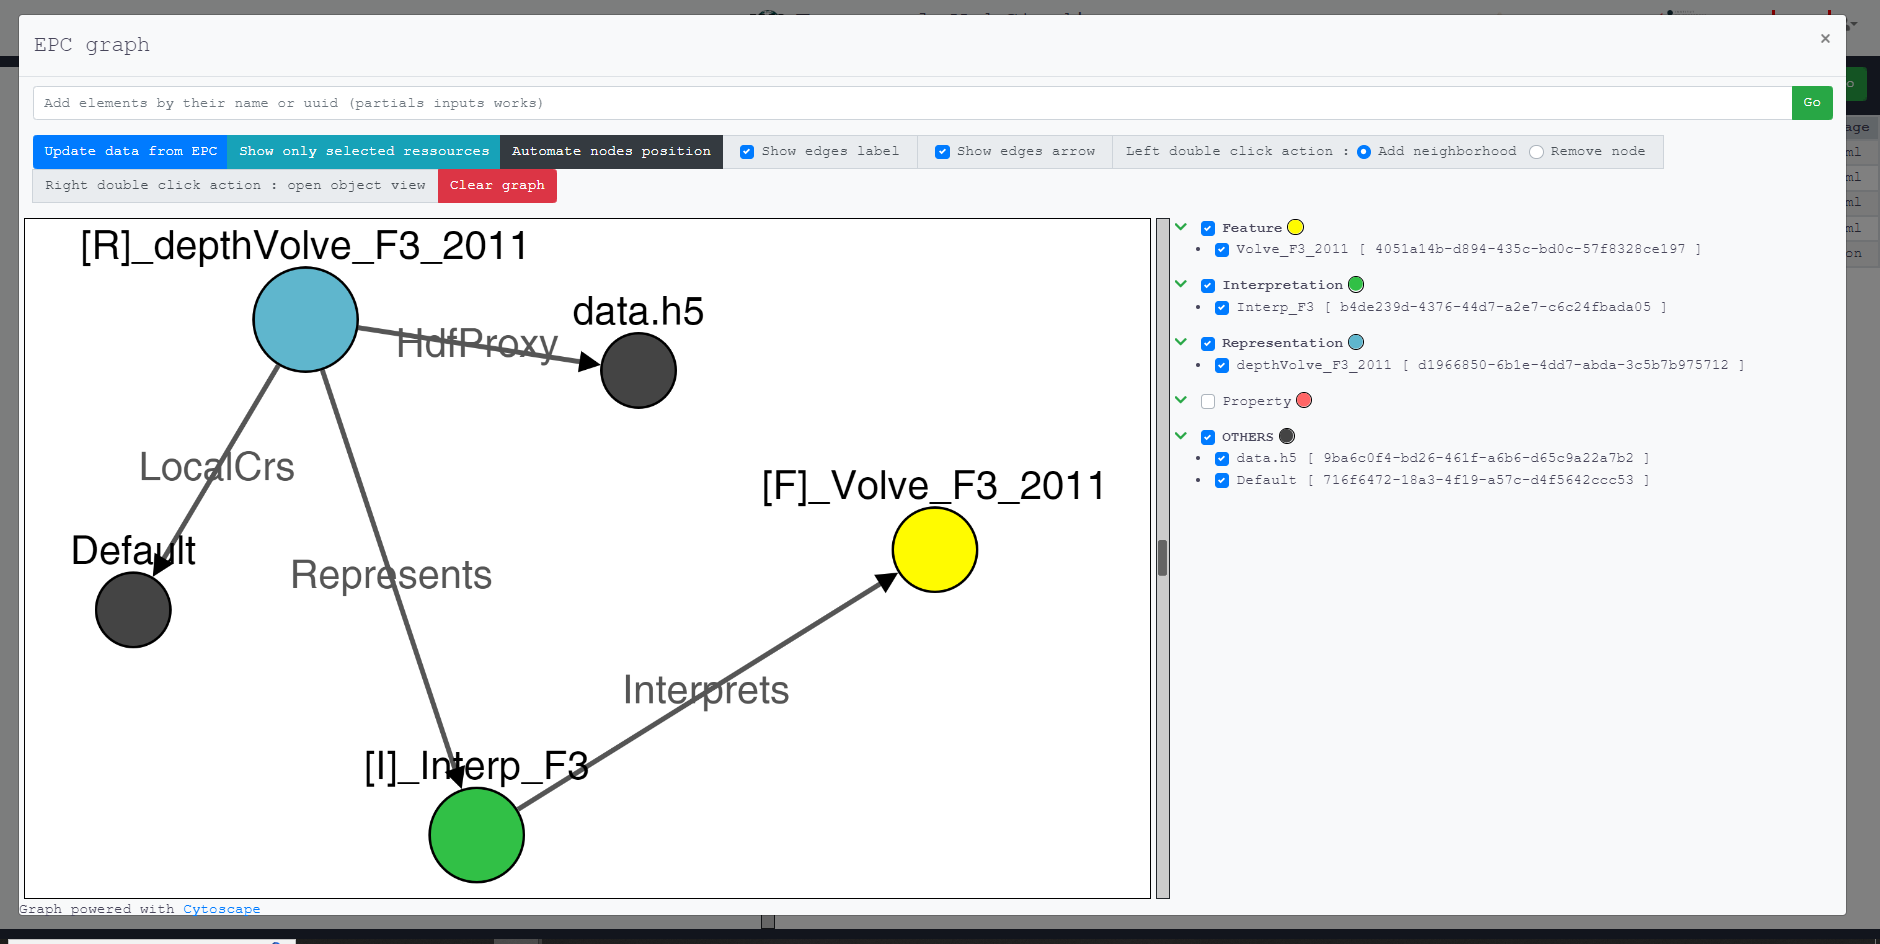 EPC graph
×
Add elements by their name or uuid (partials inputs works)
Go
Update data from EPC
Show only selected ressources
Automate nodes position
Show edges label
Show edges arrow
Left double click action :
Add neighborhood
Remove node
Right double click action : open object view
Clear graph
[R]_depthVolve_F3_2011
data.h5
HdfProxy
LocalCrs
[F]_Volve_F3_2011
Default
Represents
Interprets
[I]_Interp_F3
Feature
Volve_F3_2011 [ 4051a14b-d894-435c-bd0c-57f8328ce197 ]
Interpretation
Interp_F3 [ b4de239d-4376-44d7-a2e7-c6c24fbada05 ]
Representation
depthVolve_F3_2011 [ d1966850-6b1e-4dd7-abda-3c5b7b975712 ]
Property
OTHERS
data.h5 [ 9ba6c0f4-bd26-461f-a6b6-d65c9a22a7b2 ]
Default [ 716f6472-18a3-4f19-a57c-d4f5642ccc53 ]
Graph powered with Cytoscape